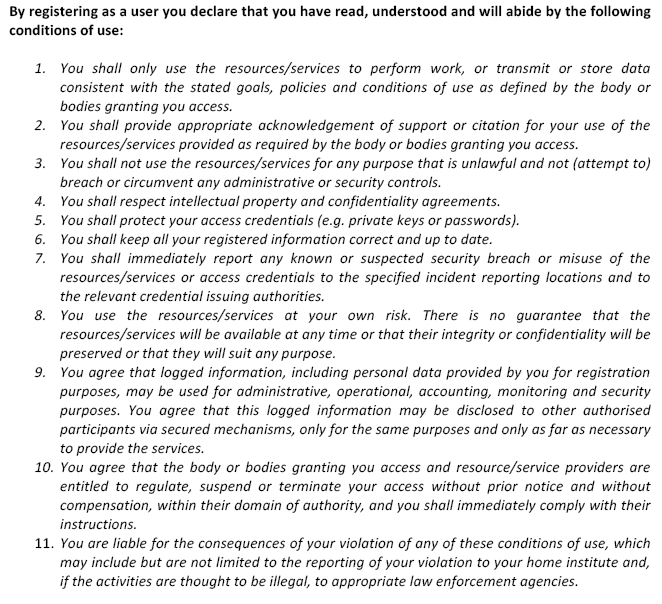 By registering as a user you declare that you have read, understood and will abide by the following
conditions of use:
1. You shall only use the resources/services to perform work, or transmit or store data
consistent with the stated goals, policies and conditions of use as defined by the body or
bodies granting you access.
2. You shall provide appropriate acknowledgement of support or citation for your use of the
resources/services provided as required by the body or bodies granting you access.
3. You shall not use the resources/services for any purpose that is unlawful and not (attempt to)
breach or circumvent any administrative or security controls.
4. You shall respect intellectual property and confidentiality agreements.
5. You shall protect your access credentials (e.g. private keys or passwords).
6. You shall keep all your registered information correct and up to date.
7. You shall immediately report any known or suspected security breach or misuse of the
resources/services or access credentials to the specified incident reporting locations and to
the relevant credential issuing authorities.
8. You use the resources/services at your own risk. There is no guarantee that the
resources/services will be available at any time or that their integrity or confidentiality will be
preserved or that they will suit any purpose.
9. You agree that logged information, including personal data provided by you for registration
purposes, may be used for administrative, operational, accounting, monitoring and security
purposes. You agree that this logged information may be disclosed to other authorised
participants via secured mechanisms, only for the same purposes and only as far as necessary
to provide the services.
10. You agree that the body or bodies granting you access and resource/service providers are
entitled to regulate, suspend or terminate your access without prior notice and without
compensation, within their domain of authority, and you shall immediately comply with their
instructions.
11. You are liable for the consequences of your violation of any of these conditions of use, which
may include but are not limited to the reporting of your violation to your home institute and,
if the activities are thought to be illegal, to appropriate law enforcement agencies.